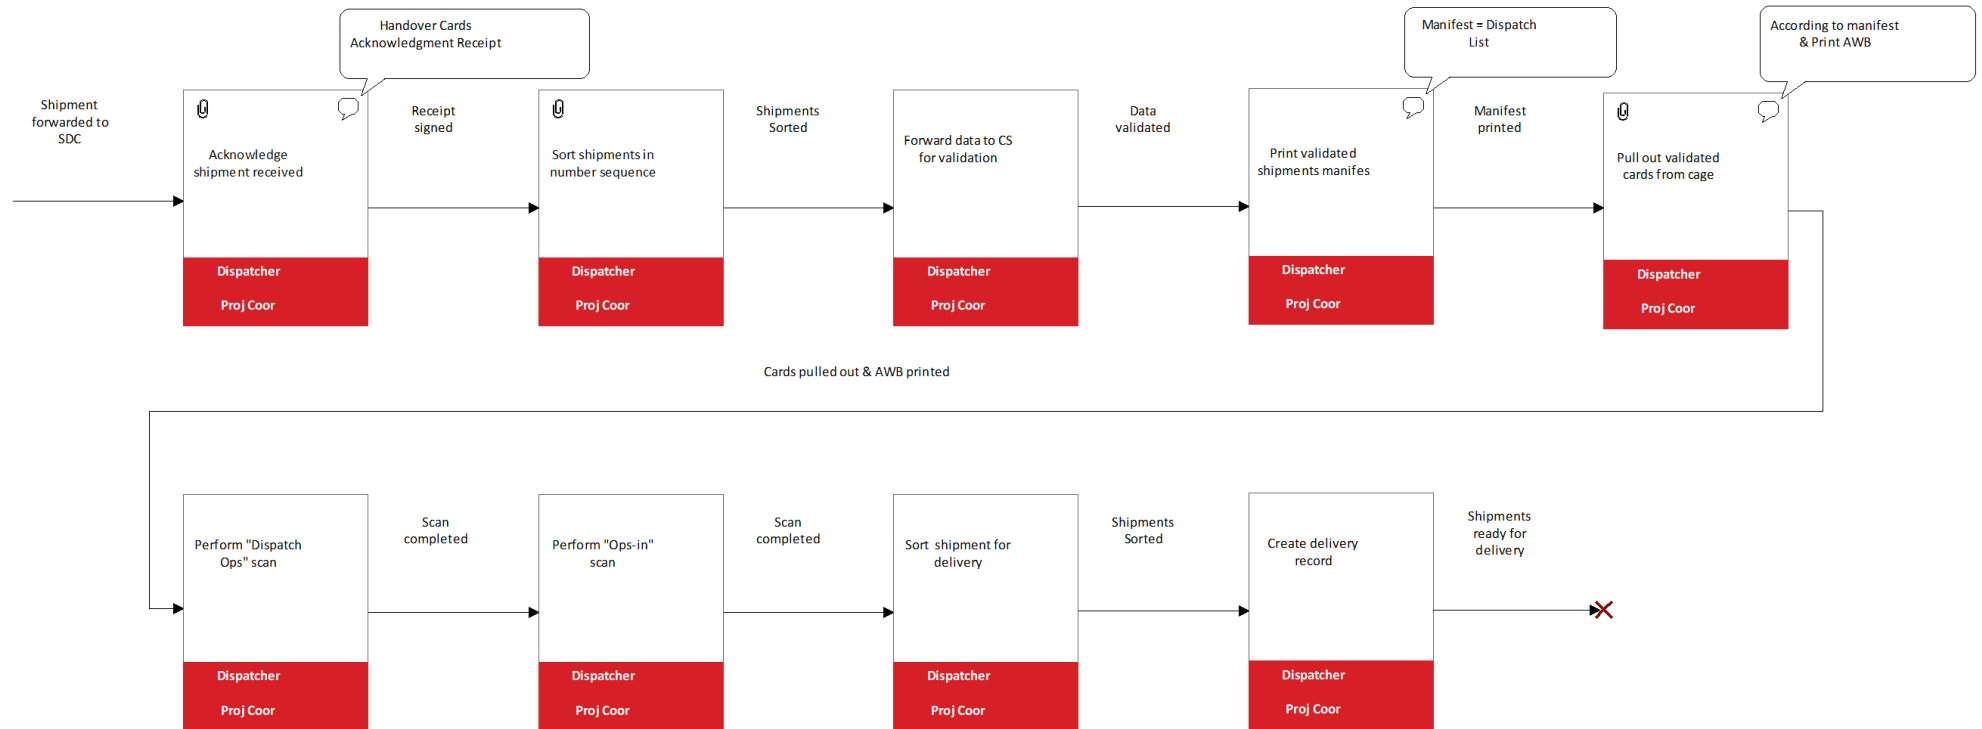 Handover Cards
Acknowledgment Receipt
Manifest = Dispatch
List
According to manifest
& Print AWB
Shipment
forwarded to
SDC
Acknowledge
shipment received
Dispatcher
Proj Coor
Receipt
signed
Sort shipments in
number sequence
Dispatcher
Proj Coor
Shipments
Sorted
Forward data to CS
for validation
Dispatcher
Proj Coor
Data
validated
Print validated
shipments manifes
Dispatcher
Proj Coor
Manifest
printed
Pull out validated
cards from cage
Dispatcher
Proj Coor
Cards pulled out & AWB printed
Perform "Dispatch
Ops" scan
Dispatcher
Proj Coor
Scan
completed
Perform "Ops-in"
scan
Dispatcher
Proj Coor
Scan
completed
Sort shipment for
delivery
Dispatcher
Proj Coor
Shipments
Sorted
Create delivery
record
Dispatcher
Proj Coor
Shipments
ready for
delivery